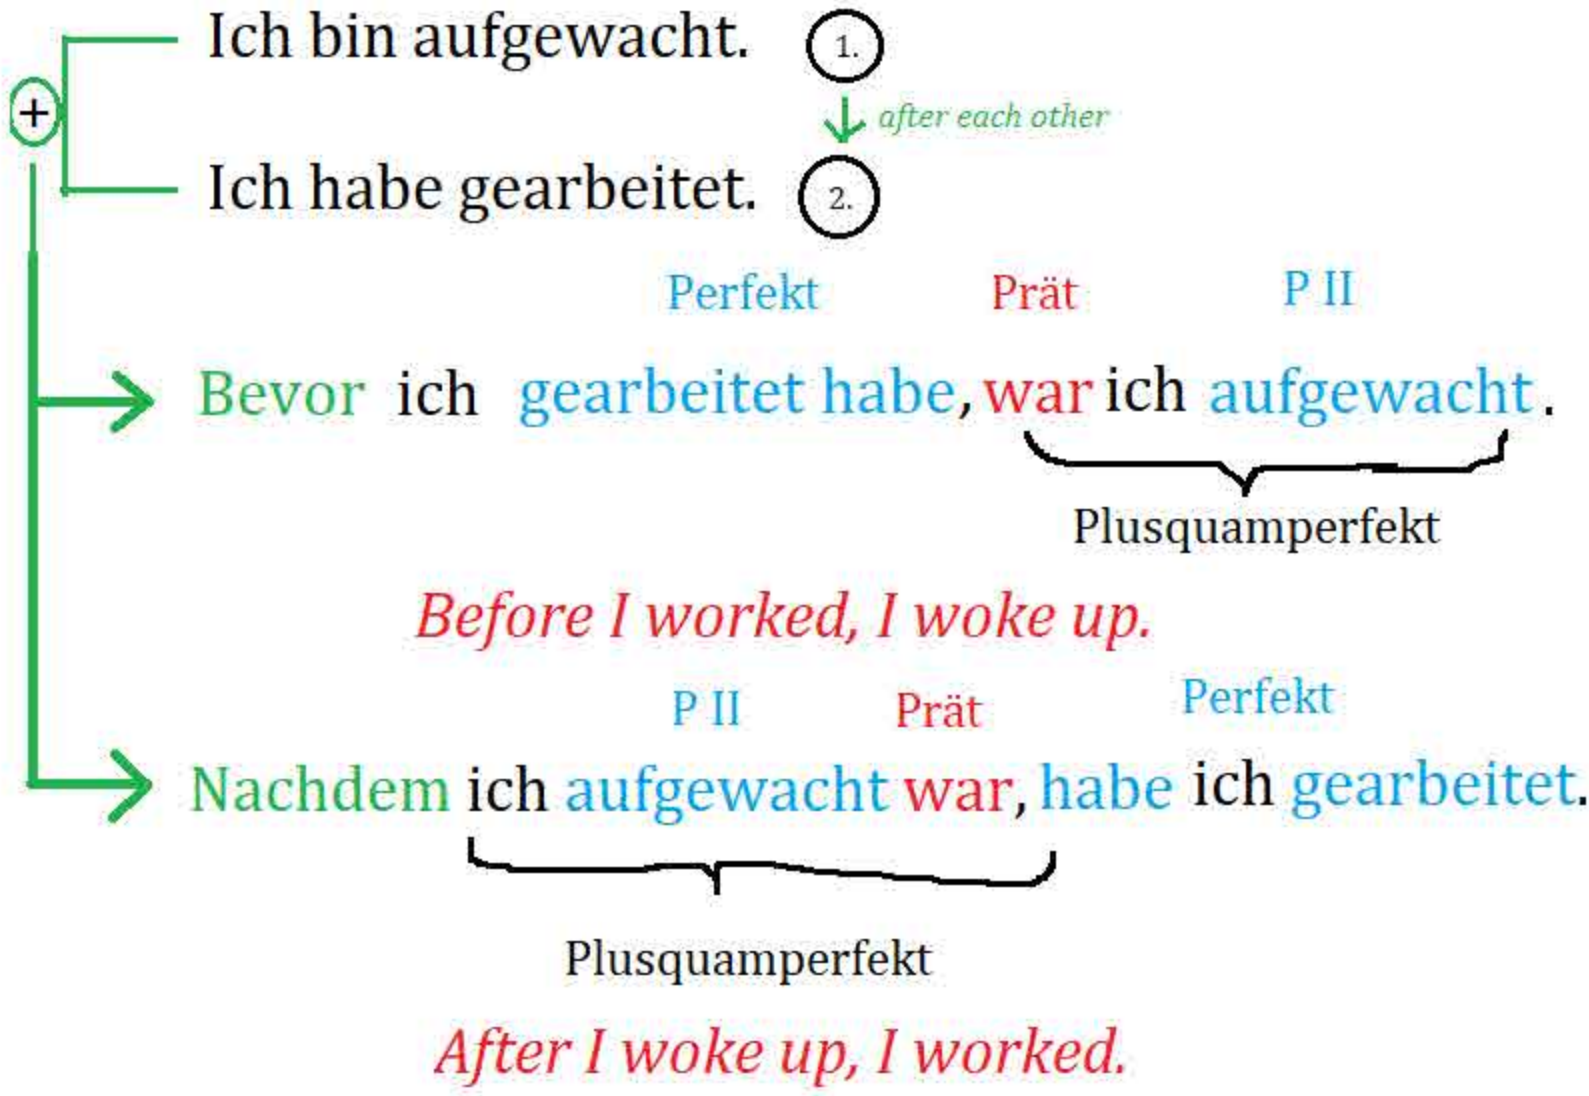 Ich bin aufgewacht. 1.
+
after each other
Ich habe gearbeitet. 2.
Perfekt Prät P II
Bevor ich gearbeitet habe, war ich aufgewacht.
Plusquamperfekt
Before I worked, I woke up.
P II Prät Perfekt
Nachdem ich aufgewacht war, habe ich gearbeitet.
Plusquamperfekt
After I woke up, I worked.